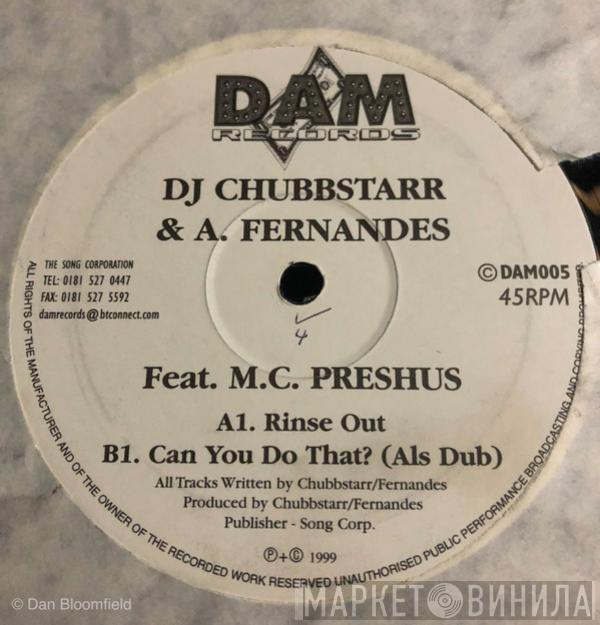 DAM
RECORDS
DJ CHUBBSTARR
& A. FERNANDES
THE SONG CORPORATION
TEL: 0181 527 0447
FAX: 0181 527 5592
damrecords@btconnect.com
© DAM005
45RPM
4
Feat. M.C. PRESHUS
A1. Rinse Out
B1. Can You Do That? (Als Dub)
All Tracks Written by Chubbstarr/Fernandes
Produced by Chubbstarr/Fernandes
Publisher - Song Corp.
℗+© 1999
ALL RIGHTS OF THE MANUFACTURER AND OF THE OWNER OF THE RECORDED WORK RESERVED UNAUTHORISED PUBLIC PERFORMANCE BROADCASTING AND COPYING
© Dan Bloomfield
МАРКЕТ ВИНИЛА